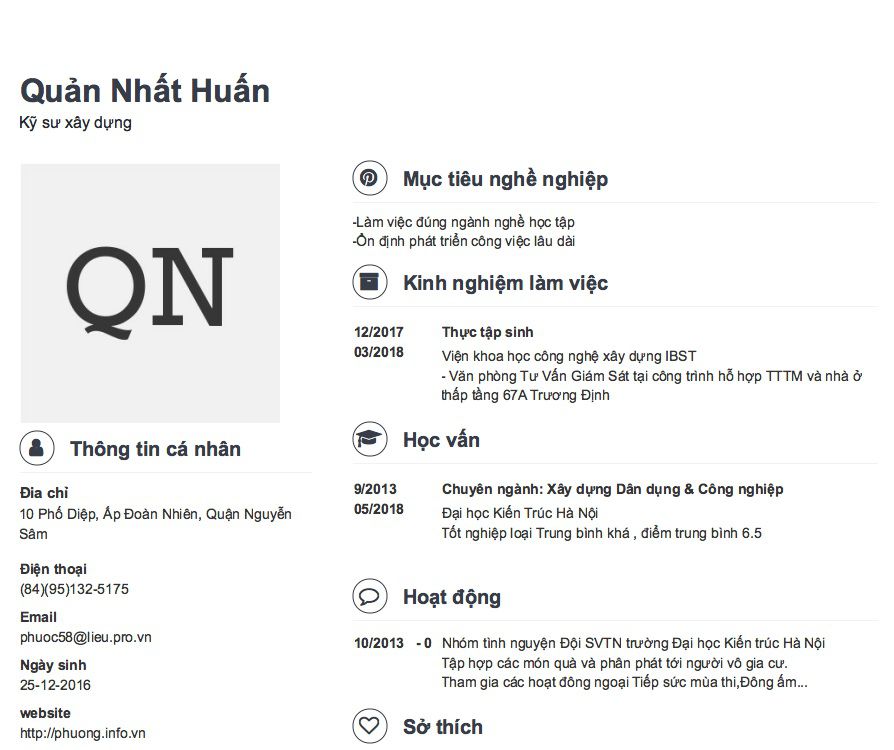 Quản Nhất Huấn
Kỹ sư xây dựng
QN
Thông tin cá nhân
Đia chỉ
10 Phố Diệp, Ấp Đoàn Nhiên, Quận Nguyễn
Sâm
Điện thoại
(84)(95)132-5175
Email
phuoc58@lieu.pro.vn
Ngày sinh
25-12-2016
website
http://phuong.info.vn
Mục tiêu nghề nghiệp
-Làm việc đúng ngành nghề học tập
-Ổn định phát triển công việc lâu dài
Kinh nghiệm làm việc
12/2017 Thực tập sinh
03/2018 Viện khoa học công nghệ xây dựng IBST
- Văn phòng Tư Vấn Giám Sát tại công trình hỗ hợp TTTM và nhà ở
thấp tầng 67A Trương Định
Học vấn
9/2013 Chuyên ngành: Xây dựng Dân dụng & Công nghiệp
05/2018 Đại học Kiến Trúc Hà Nội
Tốt nghiệp loại Trung bình khá , điểm trung bình 6.5
Hoạt động
10/2013 - 0 Nhóm tình nguyện Đội SVTN trường Đại học Kiến trúc Hà Nội
Tập hợp các món quà và phân phát tới người vô gia cư.
Tham gia các hoạt đông ngoại Tiếp sức mùa thi,Đông ấm...
Sở thích